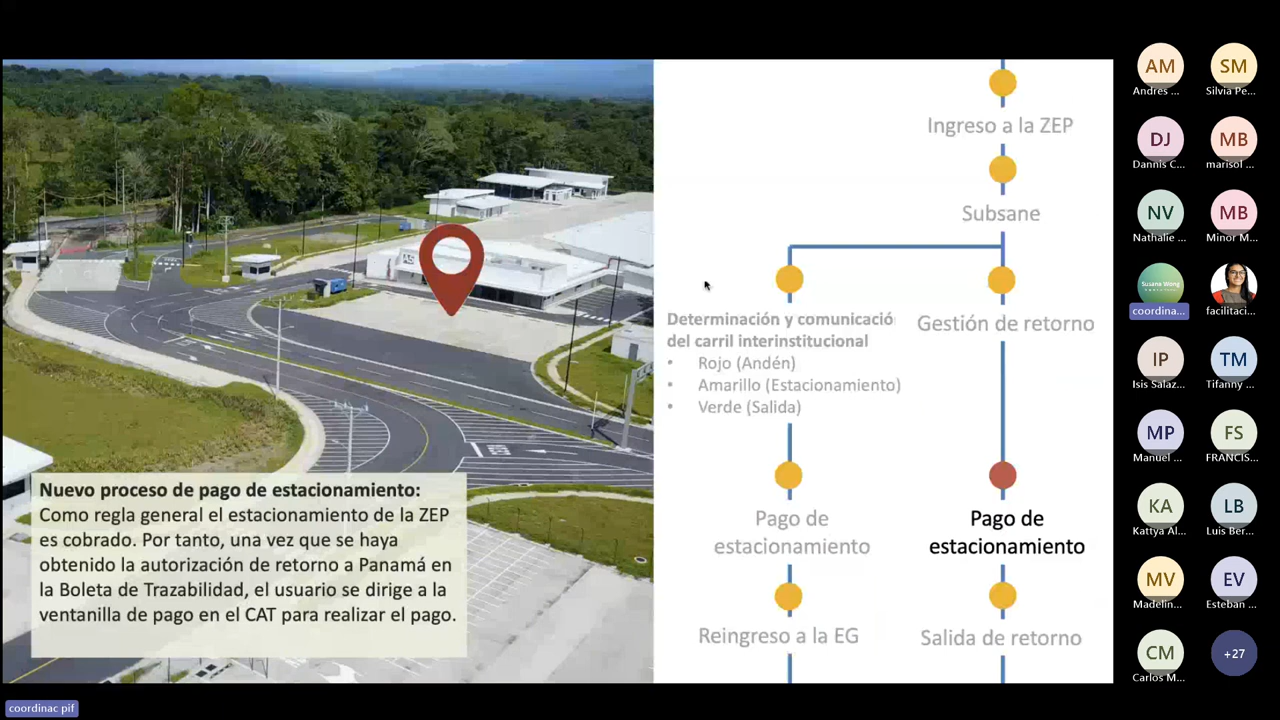 Nuevo proceso de pago de estacionamiento:
Como regla general el estacionamiento de la ZEP
es cobrado. Por tanto, una vez que se haya
obtenido la autorización de retorno a Panamá en
la Boleta de Trazabilidad, el usuario se dirige a la
ventanilla de pago en el CAT para realizar el pago.
Ingreso a la ZEP
Subsane
Determinación y comunicació
del carril interinstitucional
• Rojo (Andén)
• Amarillo (Estacionamiento)
• Verde (Salida)
Gestión de retorno
Pago de
estacionamiento
Pago de
estacionamiento
Reingreso a la EG
Salida de retorno
AM
Andres ...
SM
Silvia Pe...
DJ
Dannis C...
MB
marisol ...
NV
Nathalie ...
MB
Minor M...
Susana Wong
coordina...
facilitaci...
IP
Isis Salaz...
TM
Tifanny ...
MP
Manuel ...
FS
FRANCIS...
KA
Kattya Al...
LB
Luis Ber...
MV
Madelin...
EV
Esteban ...
CM
Carlos M...
+27
coordinac pif